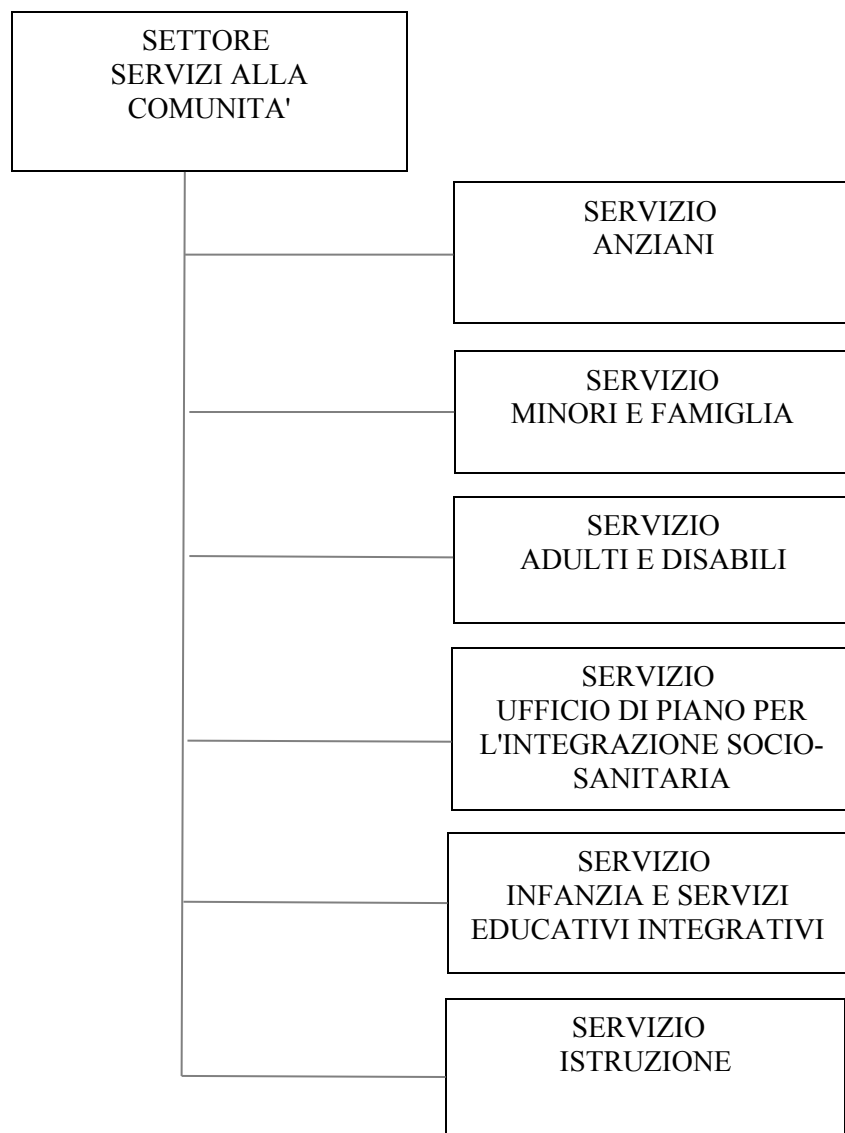 SETTORE
SERVIZI ALLA
COMUNITA'
SERVIZIO
ANZIANI
SERVIZIO
MINORI E FAMIGLIA
SERVIZIO
ADULTI E DISABILI
SERVIZIO
UFFICIO DI PIANO PER
L'INTEGRAZIONE SOCIO-
SANITARIA
SERVIZIO
INFANZIA E SERVIZI
EDUCATIVI INTEGRATIVI
SERVIZIO
ISTRUZIONE